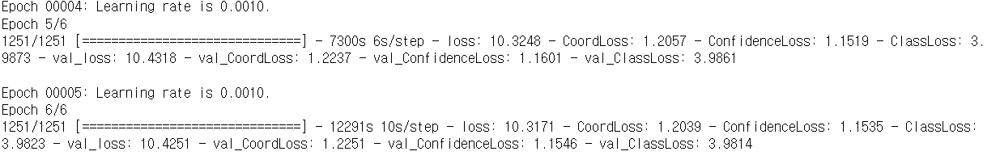 Epoch 00004: Learning rate is 0.0010.
Epoch 5/6
1251/1251 [==============================] - 7300s 6s/step - loss: 10.3248 - CoordLoss: 1.2057 - ConfidenceLoss: 1.1519 - ClassLoss: 3.
9873 - val_loss: 10.4318 - val_CoordLoss: 1.2237 - val_ConfidenceLoss: 1.1601 - val_ClassLoss: 3.9861
Epoch 00005: Learning rate is 0.0010.
Epoch 6/6
1251/1251 [==============================] - 12291s 10s/step - loss: 10.3171 - CoordLoss: 1.2039 - ConfidenceLoss: 1.1535 - ClassLoss:
3.9823 - val_loss: 10.4251 - val_CoordLoss: 1.2251 - val_ConfidenceLoss: 1.1546 - val_ClassLoss: 3.9814